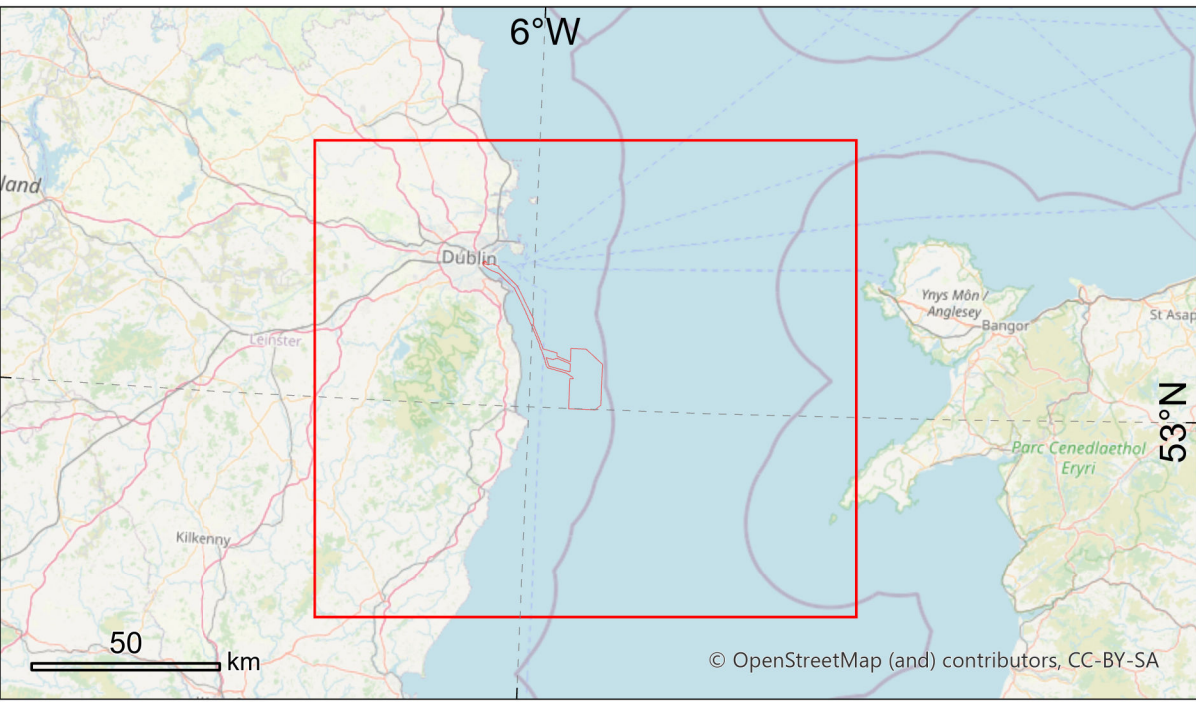 6°W
land
Dublin
Ynys Môn /
Anglesey
Bangor
St Asap
Leinster
53°N
Parc Cenedlaethol
Eryri
Kilkenny
50
km
© OpenStreetMap (and) contributors, CC-BY-SA